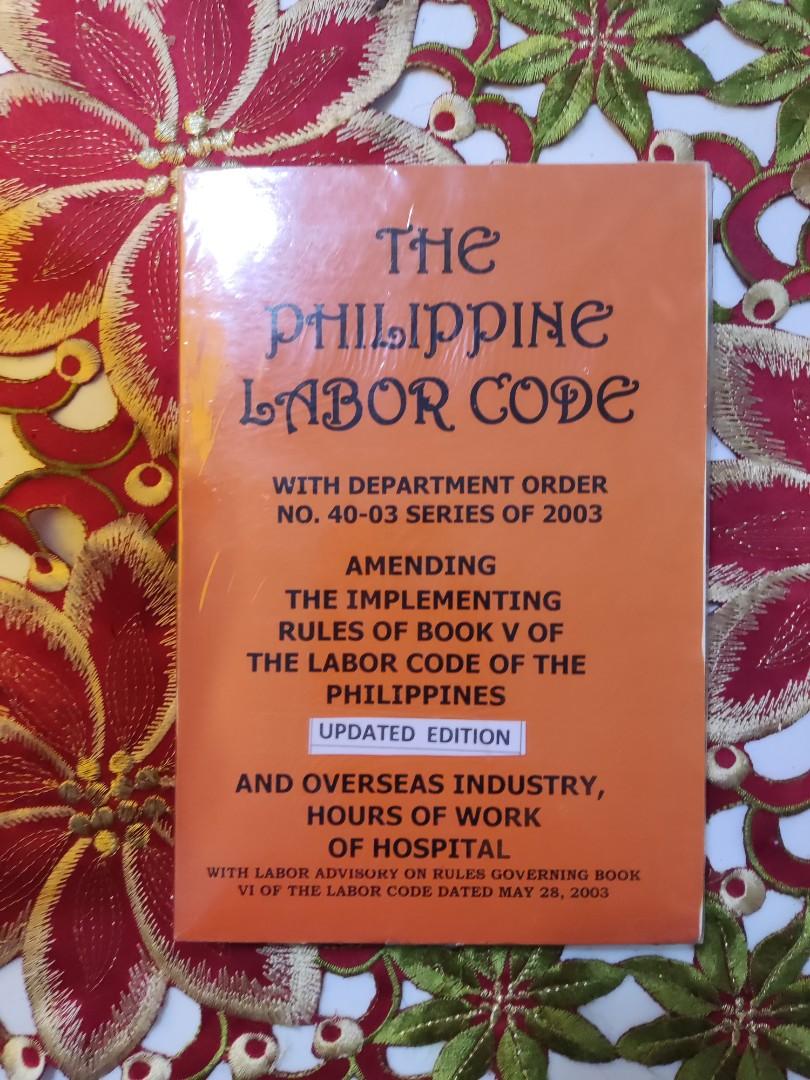 THE
PHILIPPINE
LABOR CODE
WITH DEPARTMENT ORDER
NO. 40-03 SERIES OF 2003
AMENDING
THE IMPLEMENTING
RULES OF BOOK V OF
THE LABOR CODE OF THE
PHILIPPINES
UPDATED EDITION
AND OVERSEAS INDUSTRY,
HOURS OF WORK
OF HOSPITAL
WITH LABOR ADVISORY ON RULES GOVERNING BOOK
VI OF THE LABOR CODE DATED MAY 28, 2003